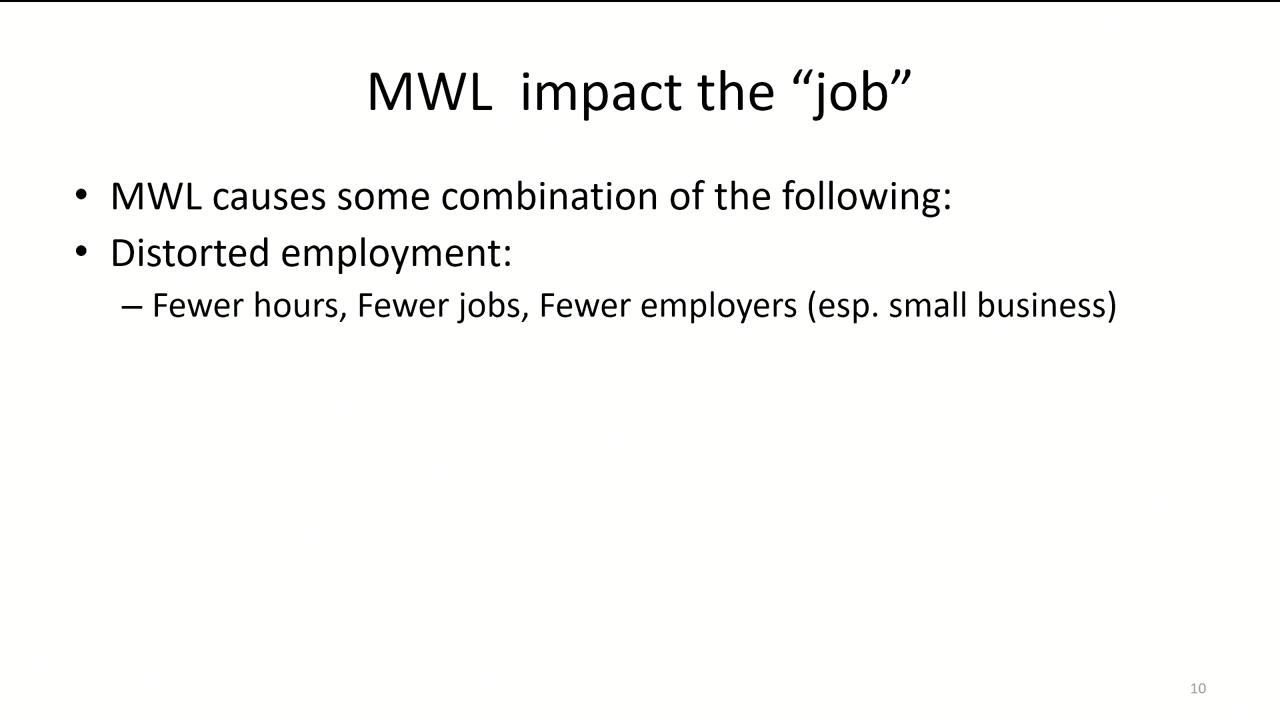 MWL  impact the “job”
• MWL causes some combination of the following:
• Distorted employment:
– Fewer hours, Fewer jobs, Fewer employers (esp. small business)
10